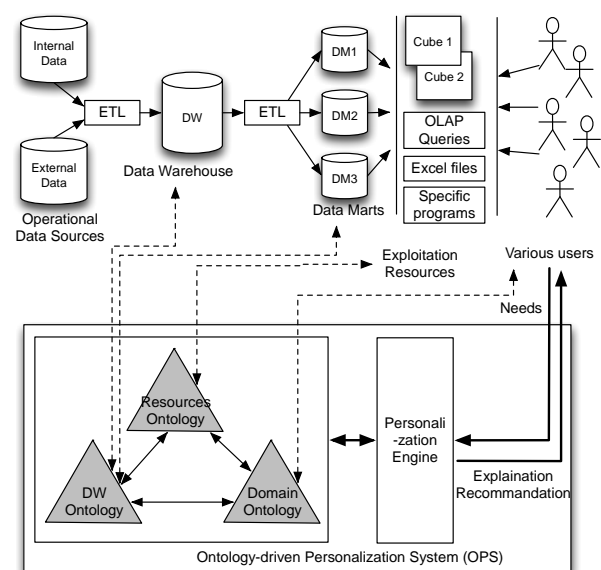 Internal
Data
External
Data
Operational
Data Sources
ETL
DW
Data Warehouse
ETL
DM1
DM2
DM3
Data Marts
Cube 1
Cube 2
OLAP
Queries
Excel files
Specific
programs
Exploitation
Resources
Various users
Needs
Resources
Ontology
DW
Ontology
Domain
Ontology
Personali
-zation
Engine
Explaination
Recommandation
Ontology-driven Personalization System (OPS)